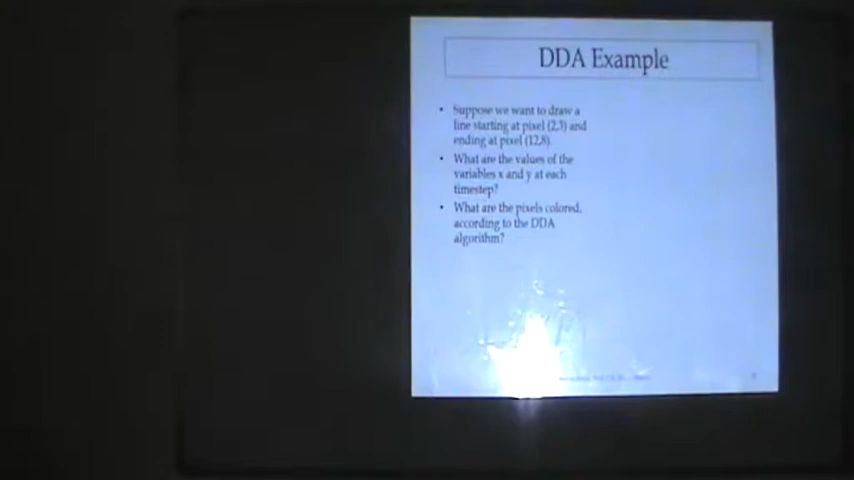 DDA Example
• Suppose we want to draw a
line starting at pixel (2,3) and
ending at pixel (12,8).
• What are the values of the
variables x and y at each
timestep?
• What are the pixels colored,
according to the DDA
algorithm?